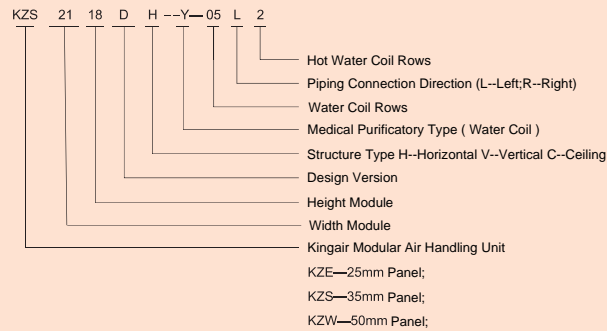 KZS 21 18 D H --Y—05 L 2
Hot Water Coil Rows
Piping Connection Direction (L--Left;R--Right)
Water Coil Rows
Medical Purificatory Type ( Water Coil )
Structure Type H--Horizontal V--Vertical C--Ceiling
Design Version
Height Module
Width Module
Kingair Modular Air Handling Unit
KZE—25mm Panel;
KZS—35mm Panel;
KZW—50mm Panel;